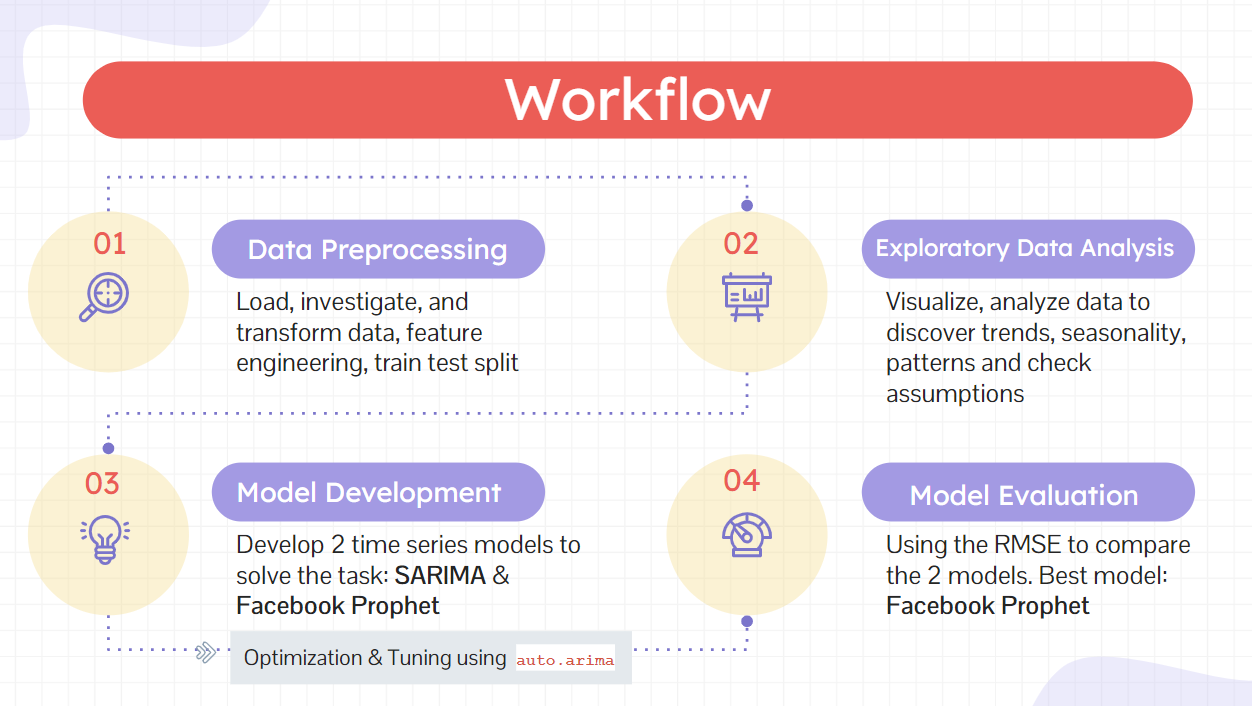 Workflow
01
Data Preprocessing
Load, investigate, and
transform data, feature
engineering, train test split
02
Exploratory Data Analysis
Visualize, analyze data to
discover trends, seasonality,
patterns and check
assumptions
03
Model Development
Develop 2 time series models to
solve the task: SARIMA &
Facebook Prophet
Optimization & Tuning using auto.arima
04
Model Evaluation
Using the RMSE to compare
the 2 models. Best model:
Facebook Prophet